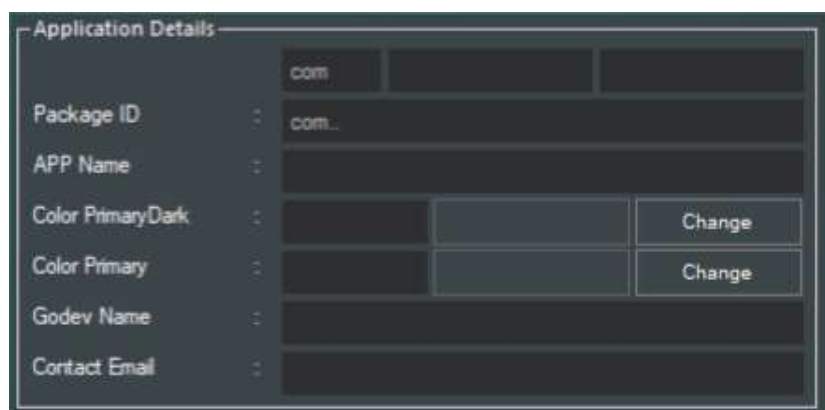 Application Details
com
Package ID : com..
APP Name :
Color PrimaryDark : Change
Color Primary : Change
Godev Name :
Contact Email :